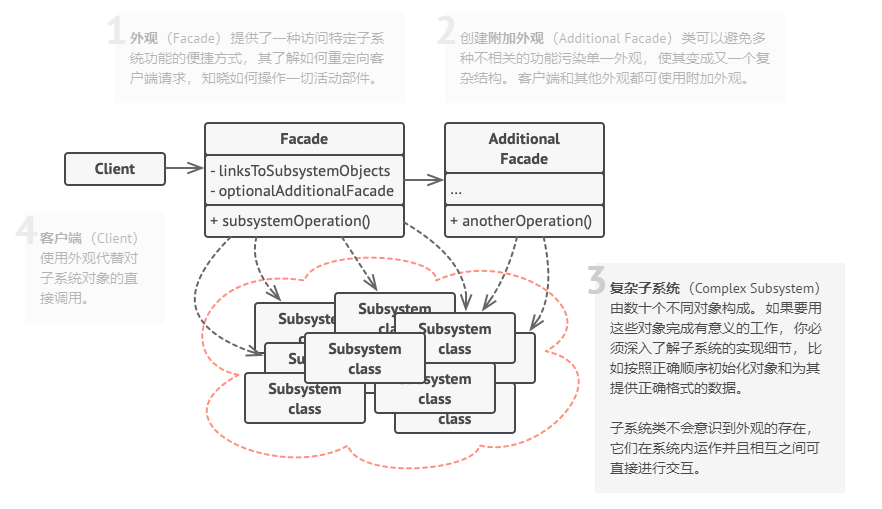 1
外观（Facade）提供了一种访问特定子系
统功能的便捷方式，其了解如何重定向客
户端请求，知晓如何操作一切活动部件。
2
创建附加外观（Additional Facade）类可以避免多
种不相关的功能污染单一外观，使其变成又一个复
杂结构。客户端和其他外观都可使用附加外观。
Client
Facade
- linksToSubsystemObjects
- optionalAdditionalFacade
+ subsystemOperation()
Additional
Facade
...
+ anotherOperation()
4
客户端（Client）
使用外观代替对
子系统对象的直
接调用。
3
复杂子系统（Complex Subsystem）
由数十个不同对象构成。如果要用
这些对象完成有意义的工作，你必
须深入了解子系统的实现细节，比
如按照正确顺序初始化对象和为其
提供正确格式的数据。
子系统类不会意识到外观的存在，
它们在系统内运作并且相互之间可
直接进行交互。
Subsystem
Subsystem
class
Subsystem
class
Subsystem
class
Subsystem
class
Subsystem
class
class